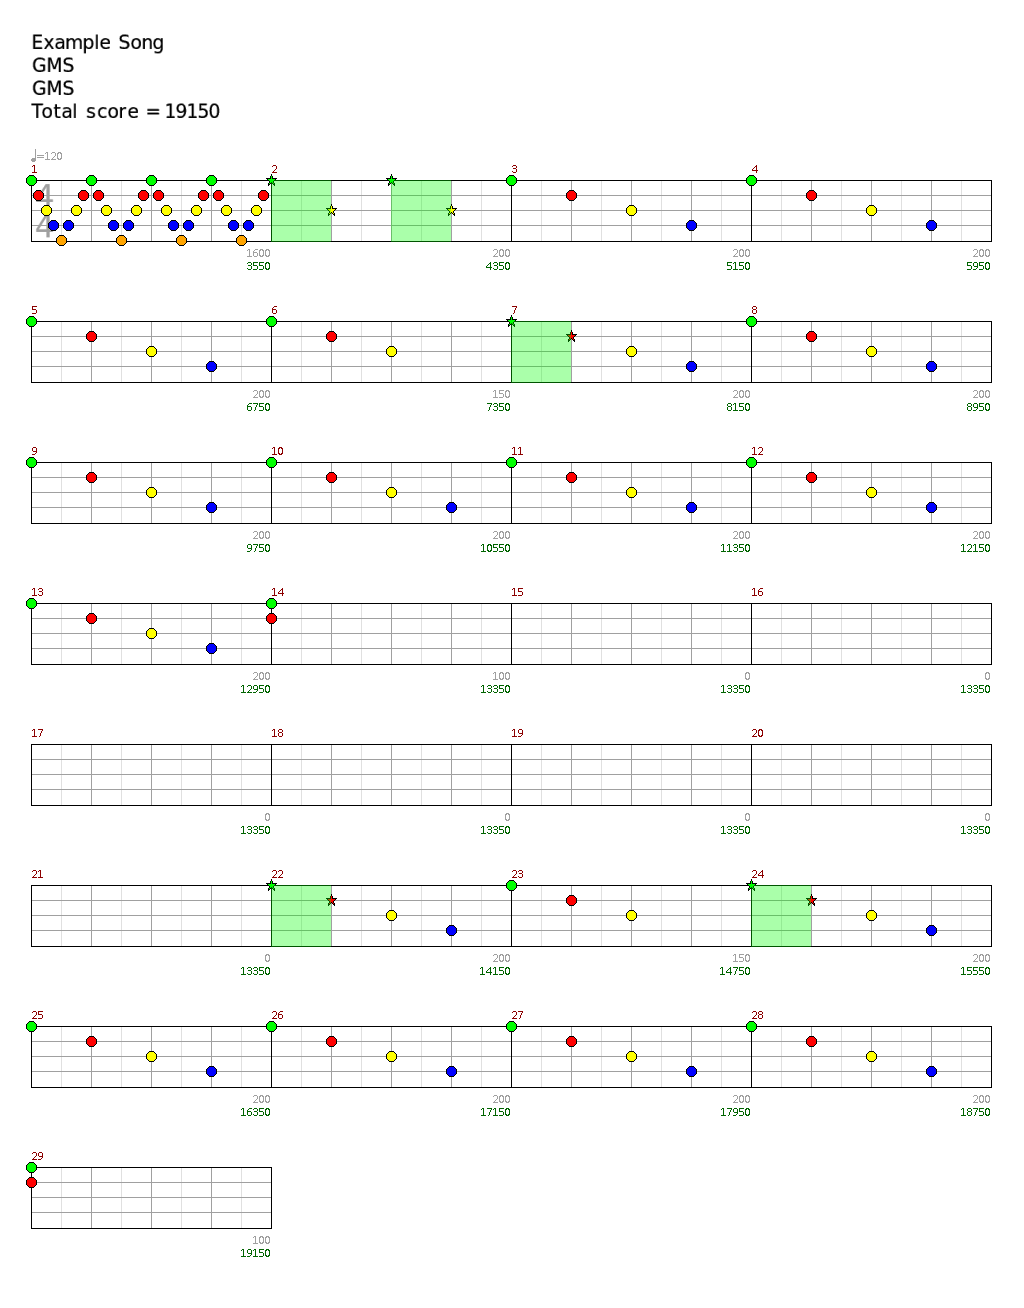 Example Song
GMS
GMS
Total score = 19150
♩=120
1 2 3 4
4
4
1600 200 200 200
3550 4350 5150 5950
5 6 7 8
200 150 200 200
6750 7350 8150 8950
9 10 11 12
200 200 200 200
9750 10550 11350 12150
13 14 15 16
200 100 0 0
12950 13350 13350 13350
17 18 19 20
0 0 0 0
13350 13350 13350 13350
21 22 23 24
0 200 150 200
13350 14150 14750 15550
25 26 27 28
200 200 200 200
16350 17150 17950 18750
29
100
19150